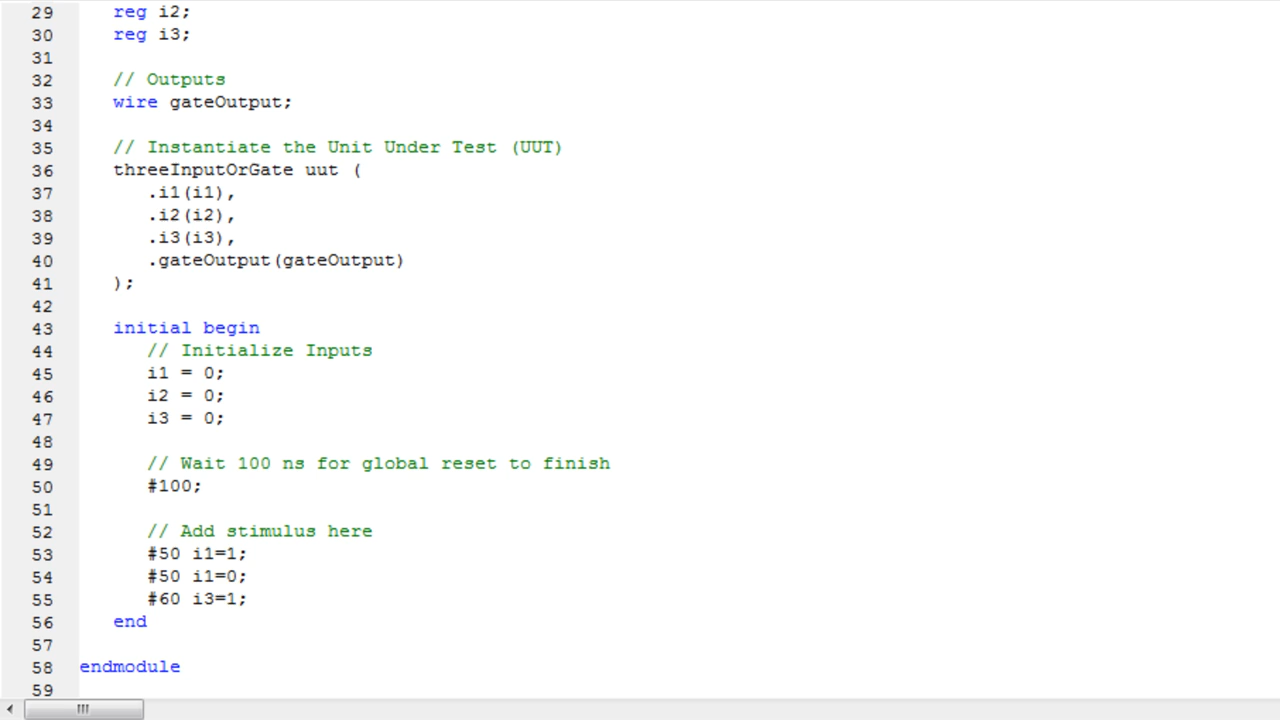 29 reg i2;
30 reg i3;
31
32 // Outputs
33 wire gateOutput;
34
35 // Instantiate the Unit Under Test (UUT)
36 threeInputOrGate uut (
37 .i1(i1),
38 .i2(i2),
39 .i3(i3),
40 .gateOutput(gateOutput)
41 );
42
43 initial begin
44 // Initialize Inputs
45 i1 = 0;
46 i2 = 0;
47 i3 = 0;
48
49 // Wait 100 ns for global reset to finish
50 #100;
51
52 // Add stimulus here
53 #50 i1=1;
54 #50 i1=0;
55 #60 i3=1;
56 end
57
58 endmodule
59